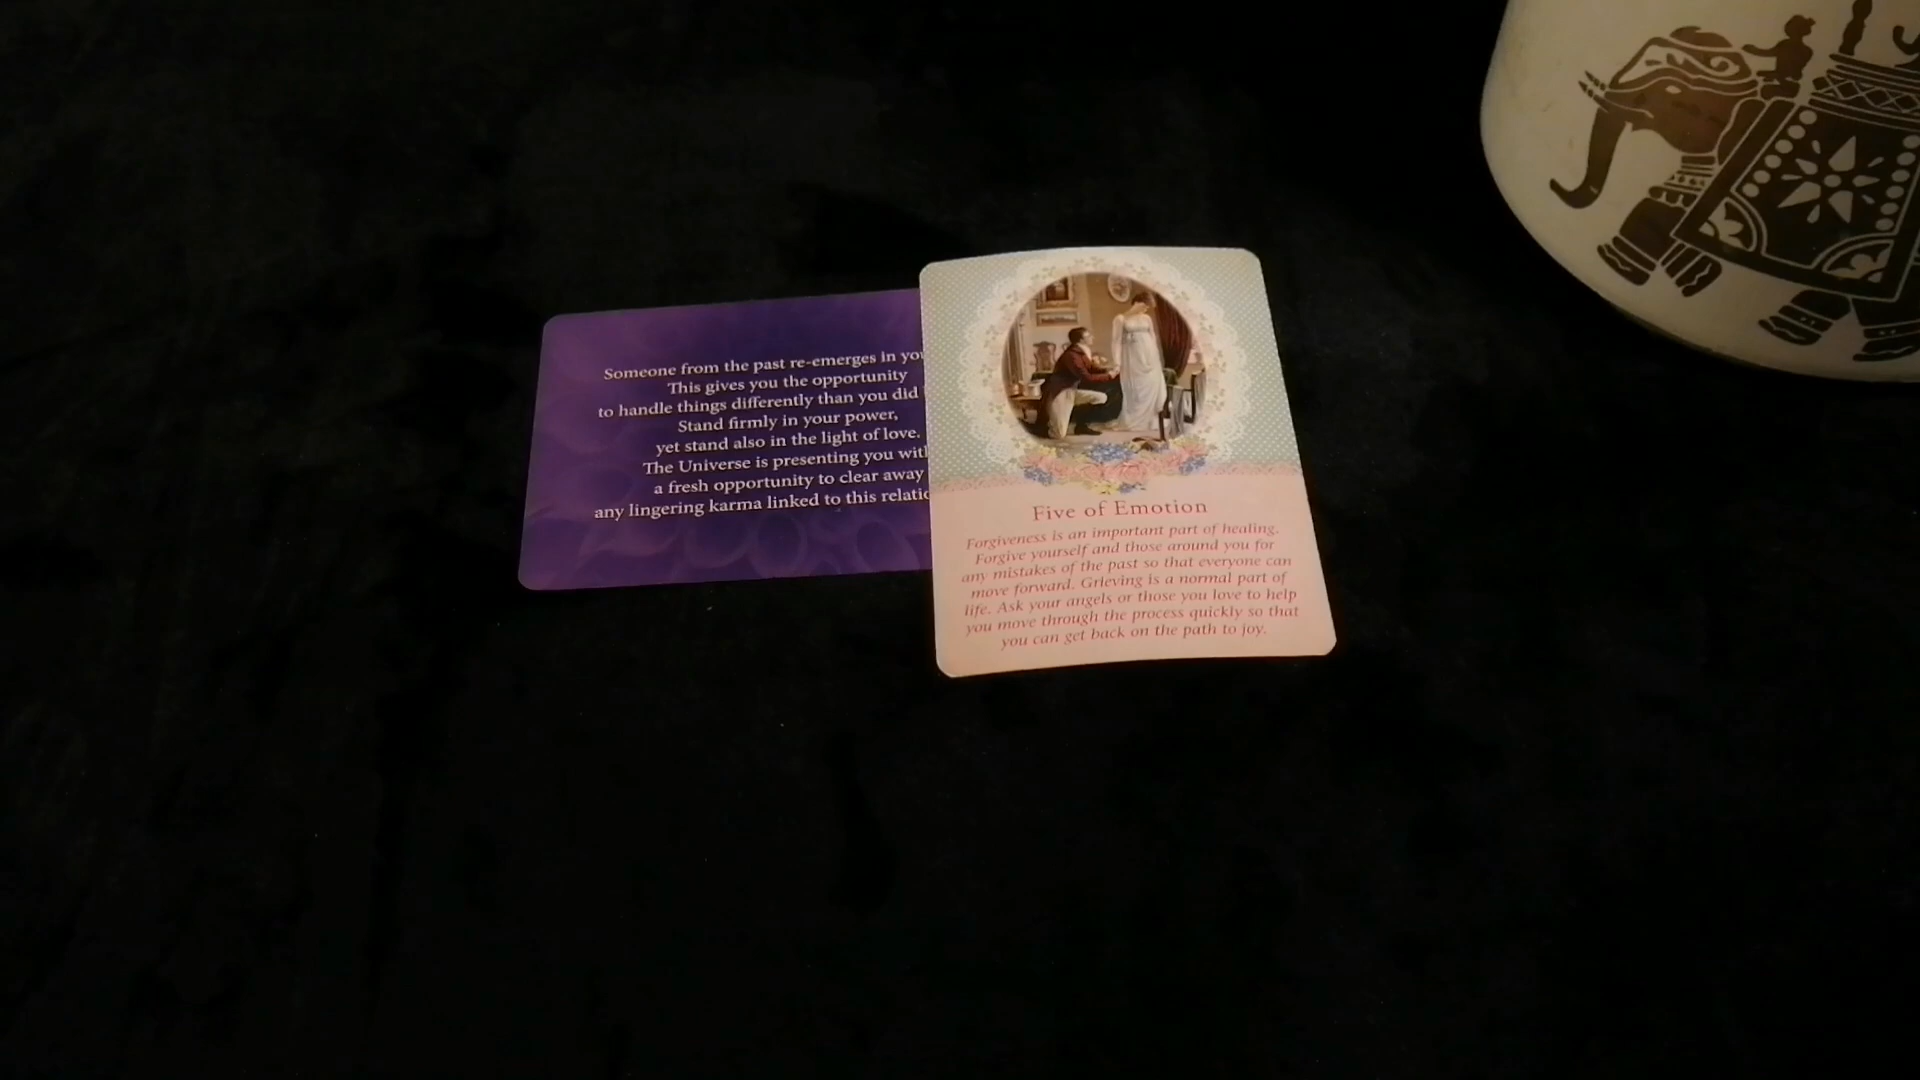 Someone from the past re-emerges in
This gives you the opportunity
to handle things differently than you did
Stand firmly in your power,
yet stand also in the light of love.
The Universe is presenting you
a fresh opportunity to clear away
any lingering karma linked to this
Five of Emotion
Forgiveness is an important part of healing.
Forgive yourself and those around you for
any mistakes of the past so that everyone can
move forward. Grieving is a normal part of
life. Ask your angels or those you love to help
you move through the process quickly so that
you can get back on the path to joy.